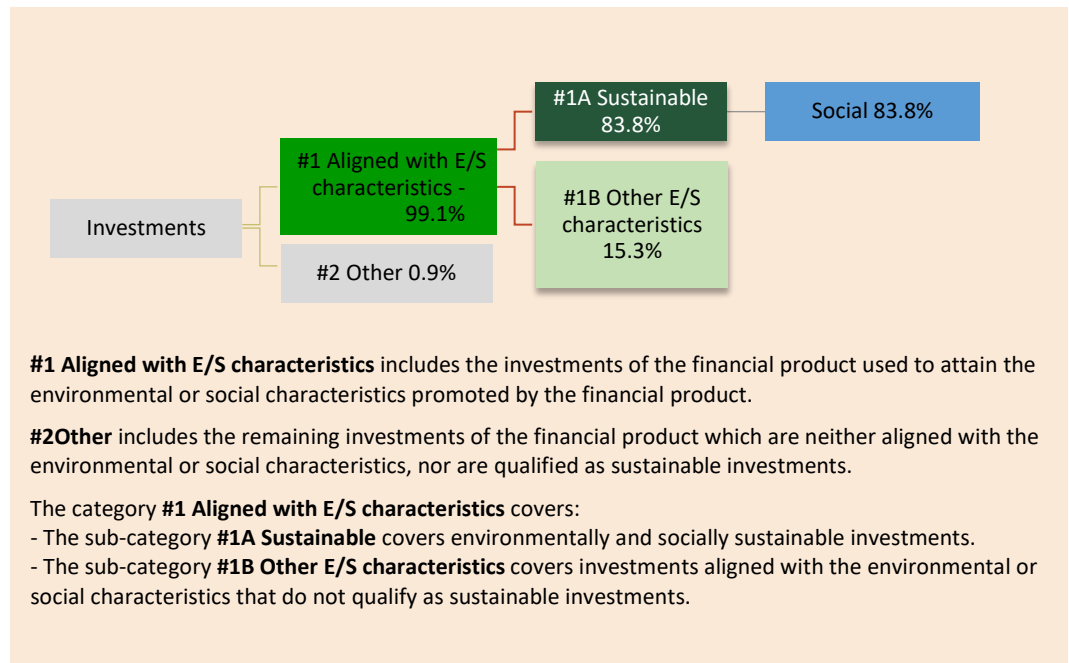 #1A Sustainable
83.8%
Social 83.8%
#1 Aligned with E/S
characteristics -
99.1%
#1B Other E/S
characteristics
15.3%
Investments
#2 Other 0.9%
#1 Aligned with E/S characteristics includes the investments of the financial product used to attain the
environmental or social characteristics promoted by the financial product.
#2Other includes the remaining investments of the financial product which are neither aligned with the
environmental or social characteristics, nor are qualified as sustainable investments.
The category #1 Aligned with E/S characteristics covers:
- The sub-category #1A Sustainable covers environmentally and socially sustainable investments.
- The sub-category #1B Other E/S characteristics covers investments aligned with the environmental or
social characteristics that do not qualify as sustainable investments.